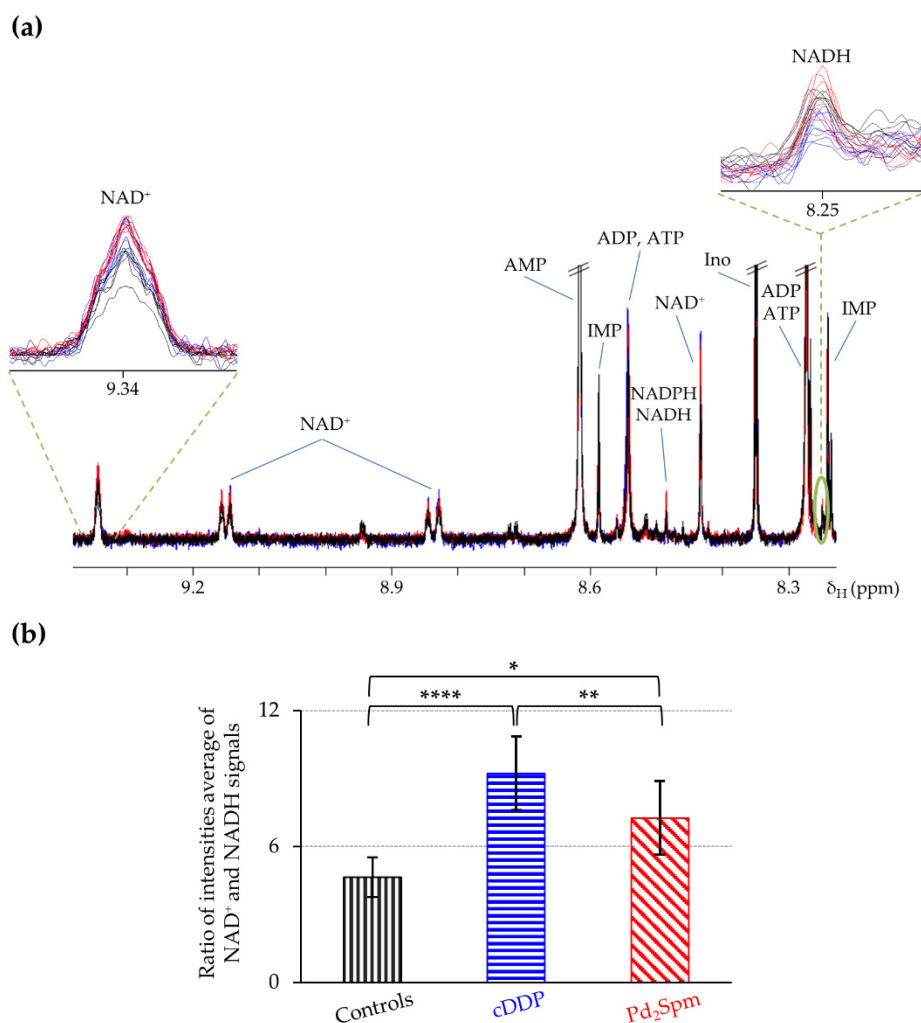 (a)
NADH
8.25
NAD⁺
9.34
ADP, ATP
AMP
IMP
Ino
NAD⁺
ADP
ATP
IMP
NADPH
NADH
NAD⁺
9.2 8.9 8.6 8.3 δH (ppm)
(b)
*
**** **
12
6
0
Ratio of intensities average of
NAD⁺ and NADH signals
Controls cDDP Pd₂Spm